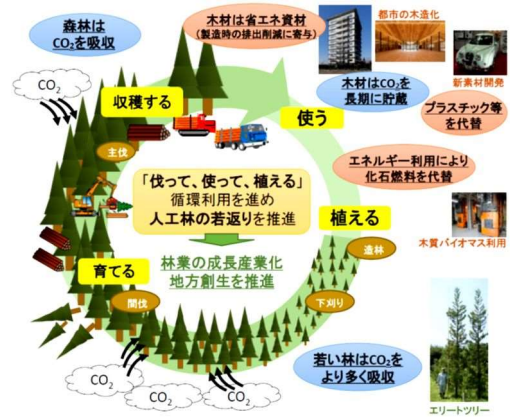 森林は
CO2を吸収
木材は省エネ資材
(製造時の排出削減に寄与)
都市の木造化
新素材開発
木材はCO2を
長期に貯蔵
プラスチック等
を代替
CO2
収穫する
使う
主伐
エネルギー利用により
化石燃料を代替
「伐って、使って、植える」
循環利用を進め
人工林の若返りを推進
植える
木質バイオマス利用
造林
林業の成長産業化
地方創生を推進
育てる
間伐
下刈り
若い林はCO2を
より多く吸収
CO2
CO2
CO2
エリートツリー